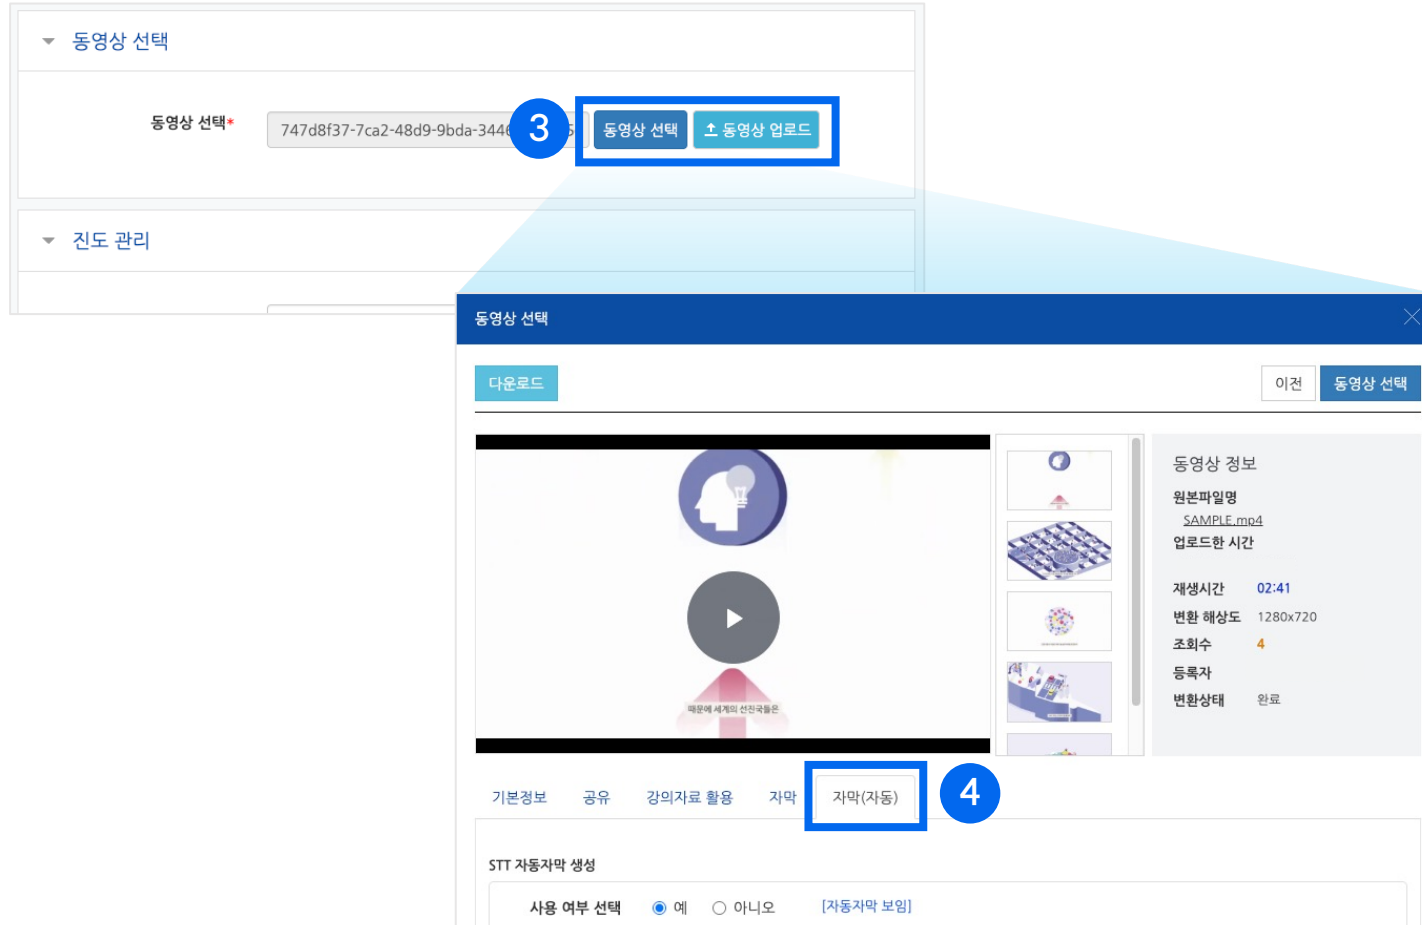 동영상 선택
동영상 선택*
747d8f37-7ca2-48d9-9bda-344
3
동영상 선택
동영상 업로드
진도 관리
동영상 선택
다운로드
이전
동영상 선택
때문에 세계의 선진국들은
동영상 정보
원본파일명
SAMPLE.mp4
업로드한 시간
재생시간 02:41
변환 해상도 1280x720
조회수 4
등록자
변환상태 완료
기본정보 공유 강의자료 활용 자막 자막(자동)
4
STT 자동자막 생성
사용 여부 선택 예 아니오 [자동자막 보임]